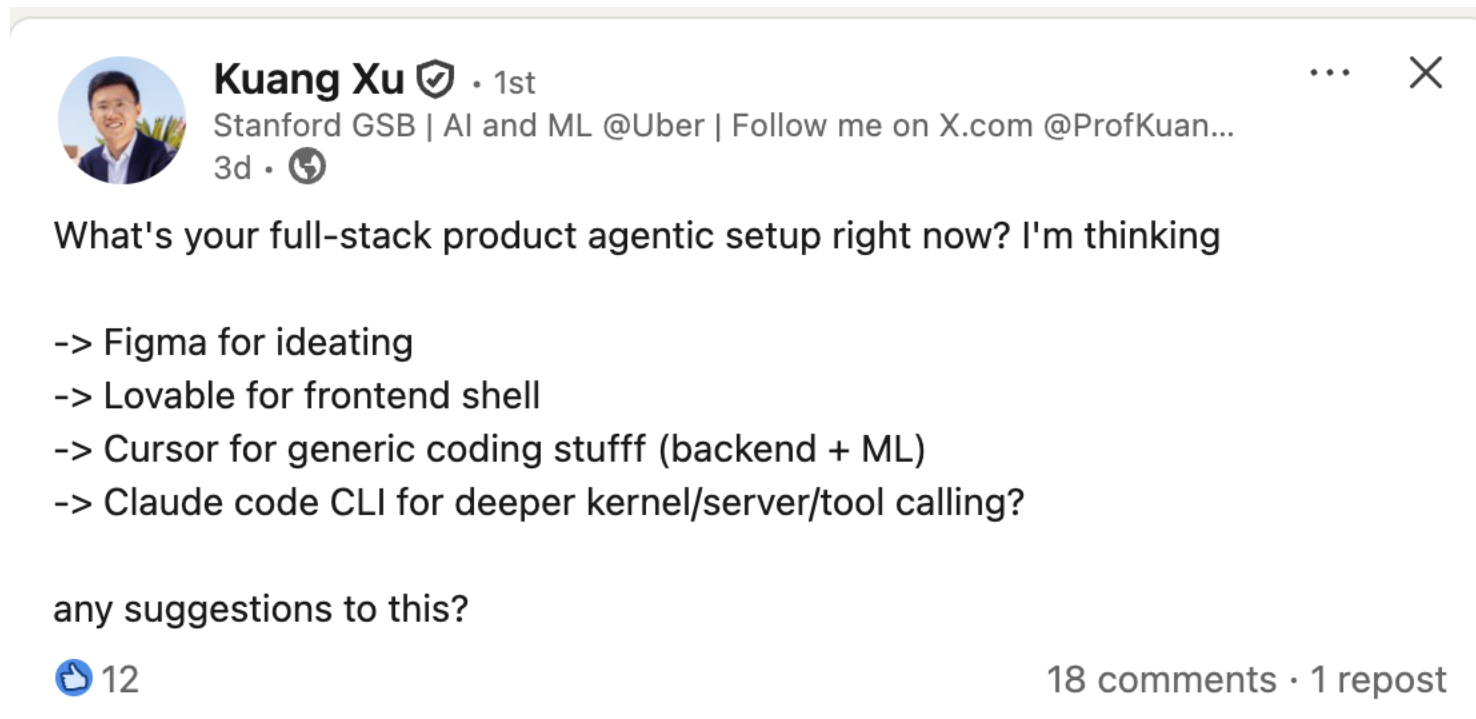 Kuang Xu · 1st
Stanford GSB | AI and ML @Uber | Follow me on X.com @ProfKuan...
3d ·
What's your full-stack product agentic setup right now? I'm thinking
-> Figma for ideating
-> Lovable for frontend shell
-> Cursor for generic coding stufff (backend + ML)
-> Claude code CLI for deeper kernel/server/tool calling?
any suggestions to this?
12 18 comments · 1 repost